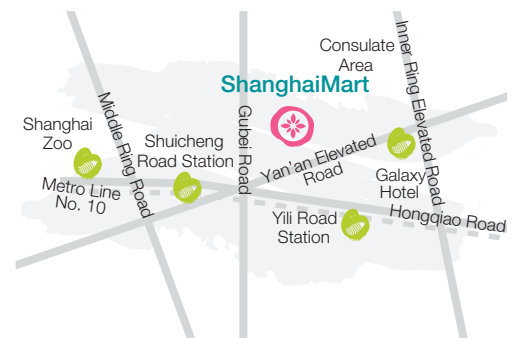 Consulate
Area
Inner Ring Elevated Road
ShanghaiMart
Middle Ring Road
Gubei Road
Shanghai
Zoo
Shuicheng
Road Station
Yan'an Elevated
Road
Galaxy
Hotel
Metro Line
No. 10
Yili Road
Station
Hongqiao Road